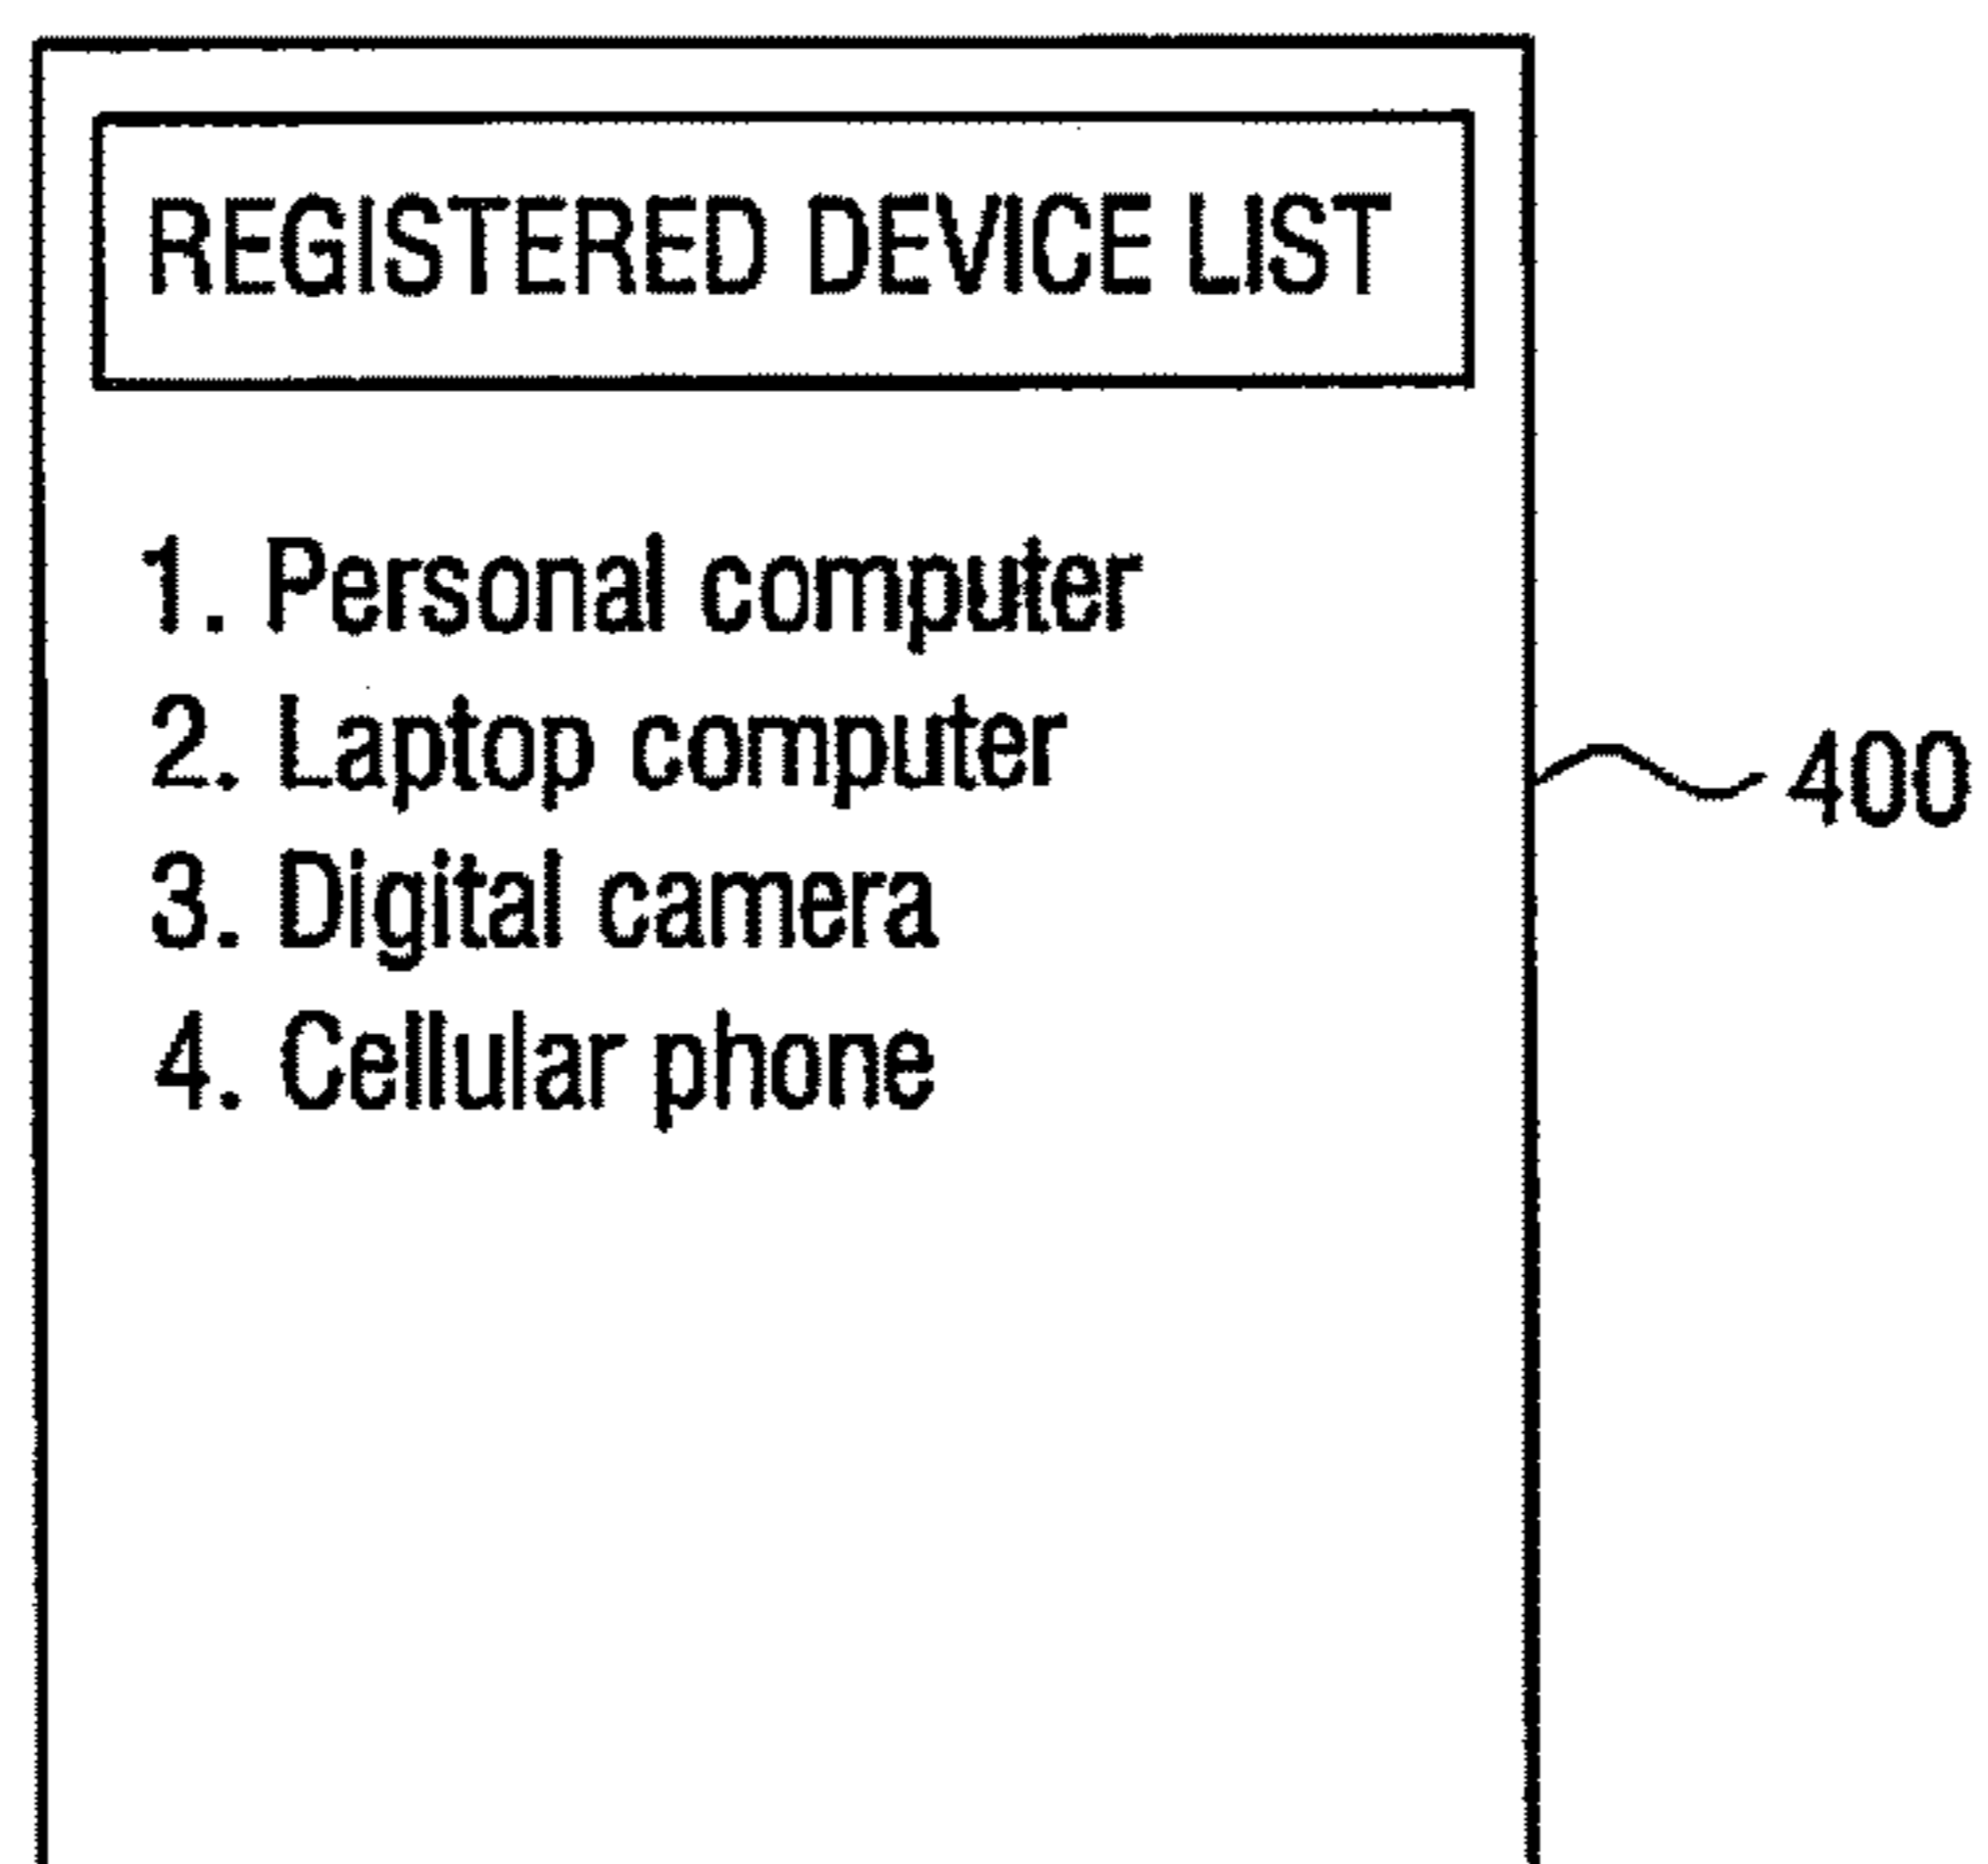 REGISTERED DEVICE LIST
1. Personal computer
2. Laptop computer
400
3. Digital camera
4. Cellular phone